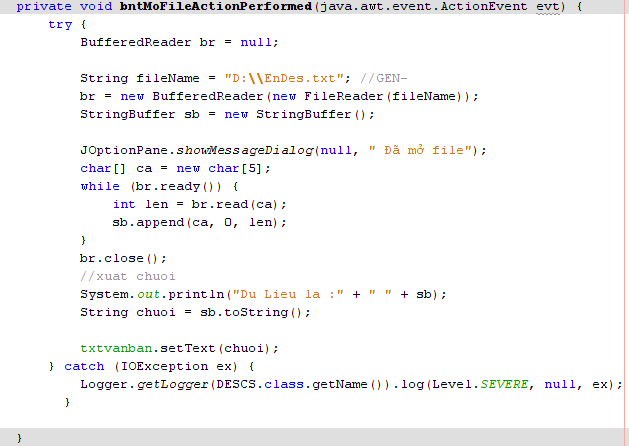 private void bntMoFileActionPerformed(java.awt.event.ActionEvent evt) {
try {
BufferedReader br = null;
String fileName = "D:\\EnDes.txt"; //GEN-
br = new BufferedReader(new FileReader(fileName));
StringBuffer sb = new StringBuffer();
JOptionPane.showMessageDialog(null, " Đã mở file");
char[] ca = new char[5];
while (br.ready()) {
int len = br.read(ca);
sb.append(ca, 0, len);
}
br.close();
//xuat chuoi
System.out.println("Du Lieu la :" + " " + sb);
String chuoi = sb.toString();
txtvanban.setText(chuoi);
} catch (IOException ex) {
Logger.getLogger(DESCS.class.getName()).log(Level.SEVERE, null, ex);
}
}